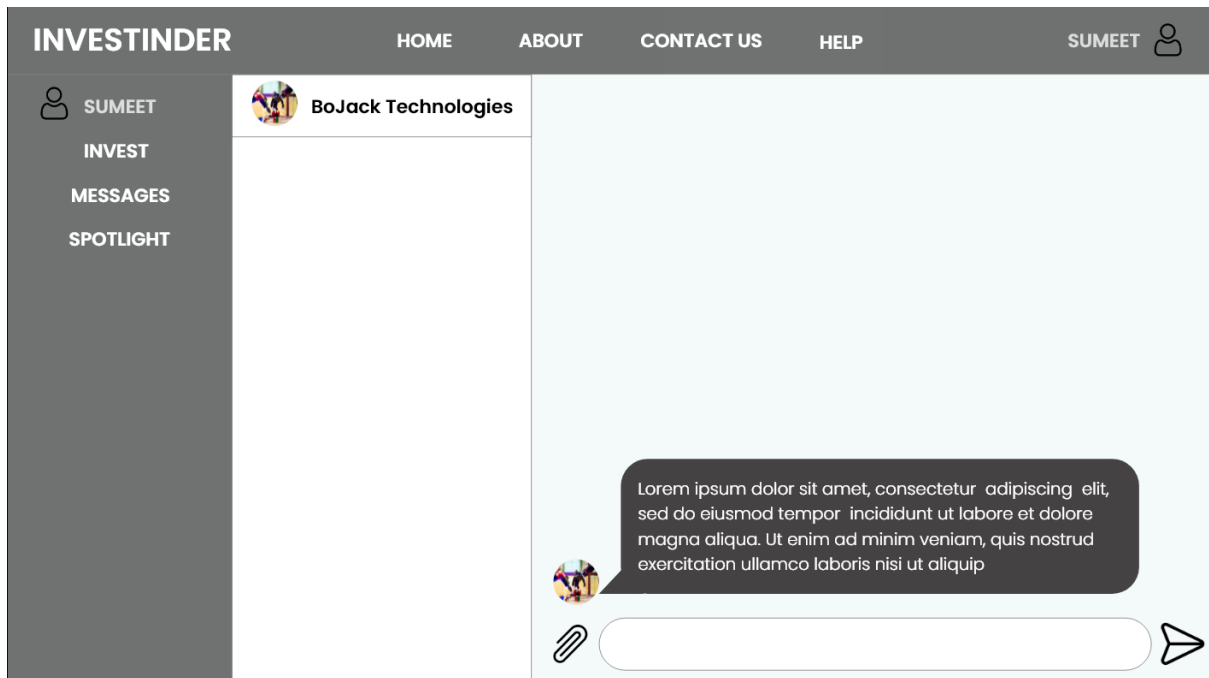 INVESTINDER
HOME
ABOUT
CONTACT US
HELP
SUMEET
SUMEET
INVEST
MESSAGES
SPOTLIGHT
BoJack Technologies
Lorem ipsum dolor sit amet, consectetur  adipiscing  elit,
sed do eiusmod tempor  incididunt ut labore et dolore
magna aliqua. Ut enim ad minim veniam, quis nostrud
exercitation ullamco laboris nisi ut aliquip